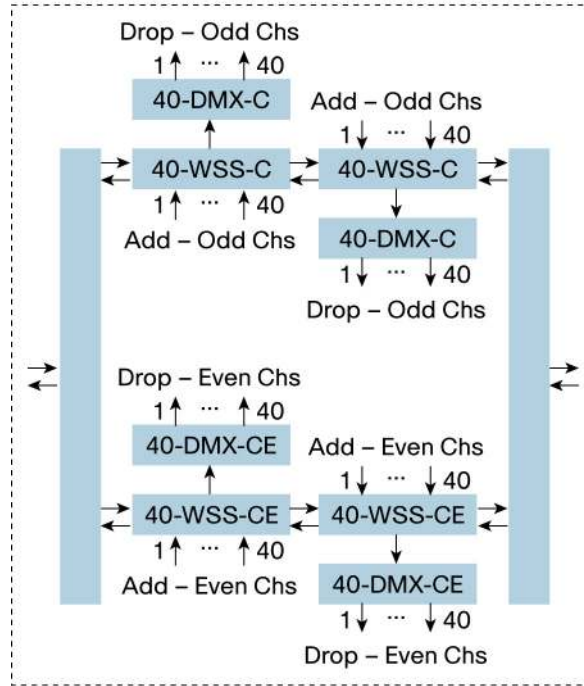 Drop – Odd Chs
1 ... 40
40-DMX-C
Add – Odd Chs
1 ... 40
40-WSS-C
40-WSS-C
1 ... 40
Add – Odd Chs
40-DMX-C
1 ... 40
Drop – Odd Chs
Drop – Even Chs
1 ... 40
40-DMX-CE
Add – Even Chs
1 ... 40
40-WSS-CE
40-WSS-CE
1 ... 40
Add – Even Chs
40-DMX-CE
1 ... 40
Drop – Even Chs